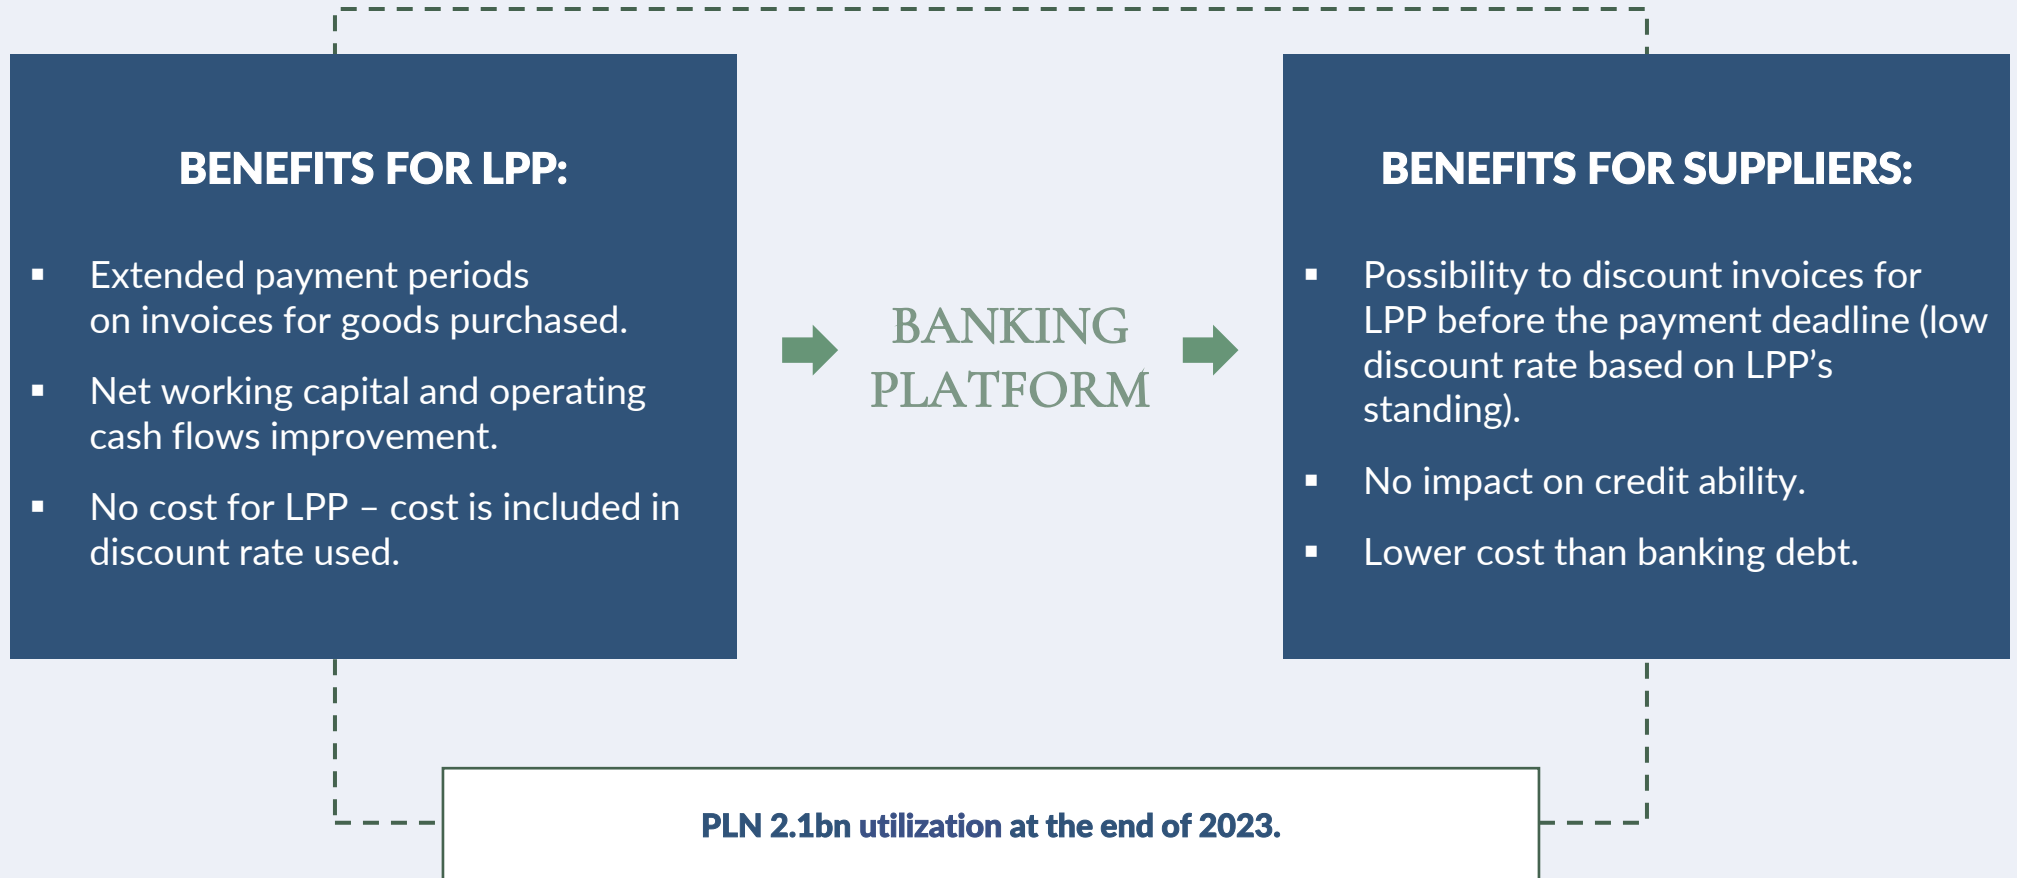 BENEFITS FOR LPP:
▪ Extended payment periods
on invoices for goods purchased.
▪ Net working capital and operating
cash flows improvement.
▪ No cost for LPP – cost is included in
discount rate used.
BANKING
PLATFORM
BENEFITS FOR SUPPLIERS:
▪ Possibility to discount invoices for
LPP before the payment deadline (low
discount rate based on LPP’s
standing).
▪ No impact on credit ability.
▪ Lower cost than banking debt.
PLN 2.1bn utilization at the end of 2023.